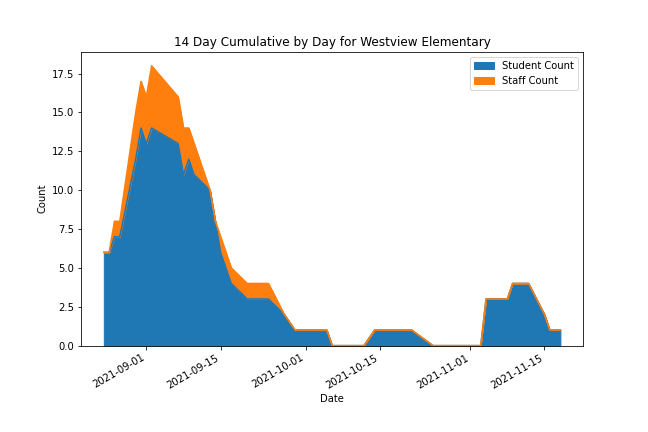 14 Day Cumulative by Day for Westview Elementary
Student Count
Staff Count
17.5
15.0
12.5
10.0
7.5
5.0
2.5
0.0
Count
2021-09-01
2021-09-15
2021-10-01
2021-10-15
2021-11-01
2021-11-15
Date